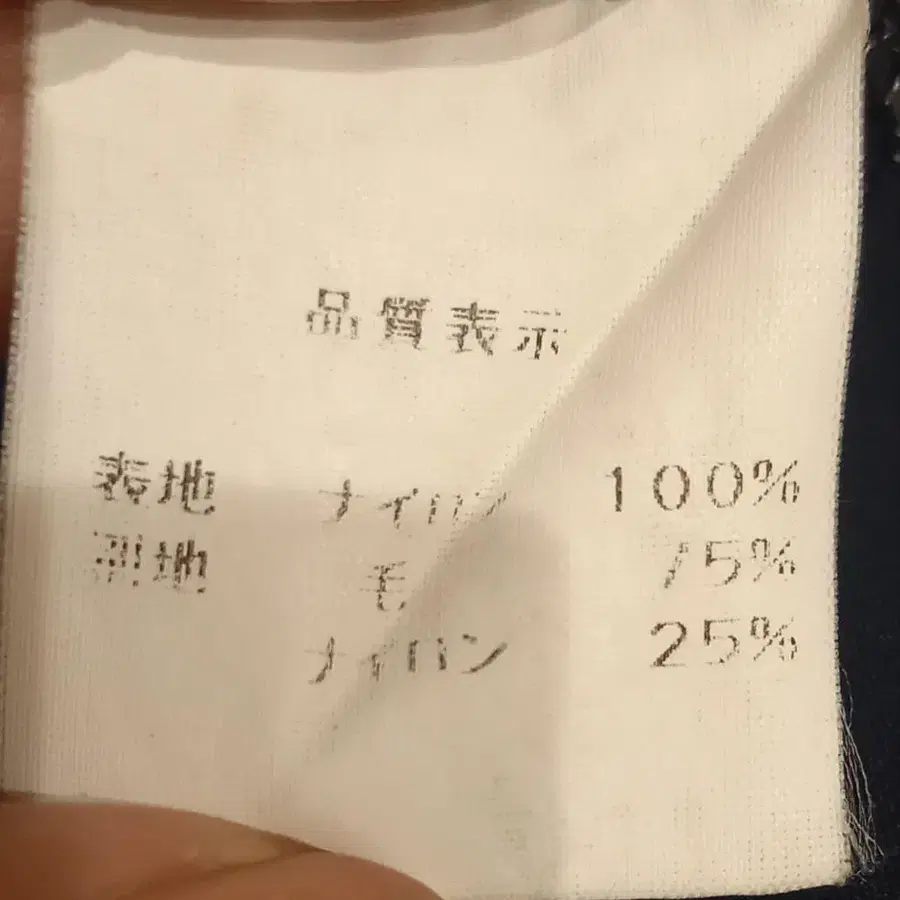 品質表示
表地 ナイロン 100%
別地 毛 75%
ナイロン 25%